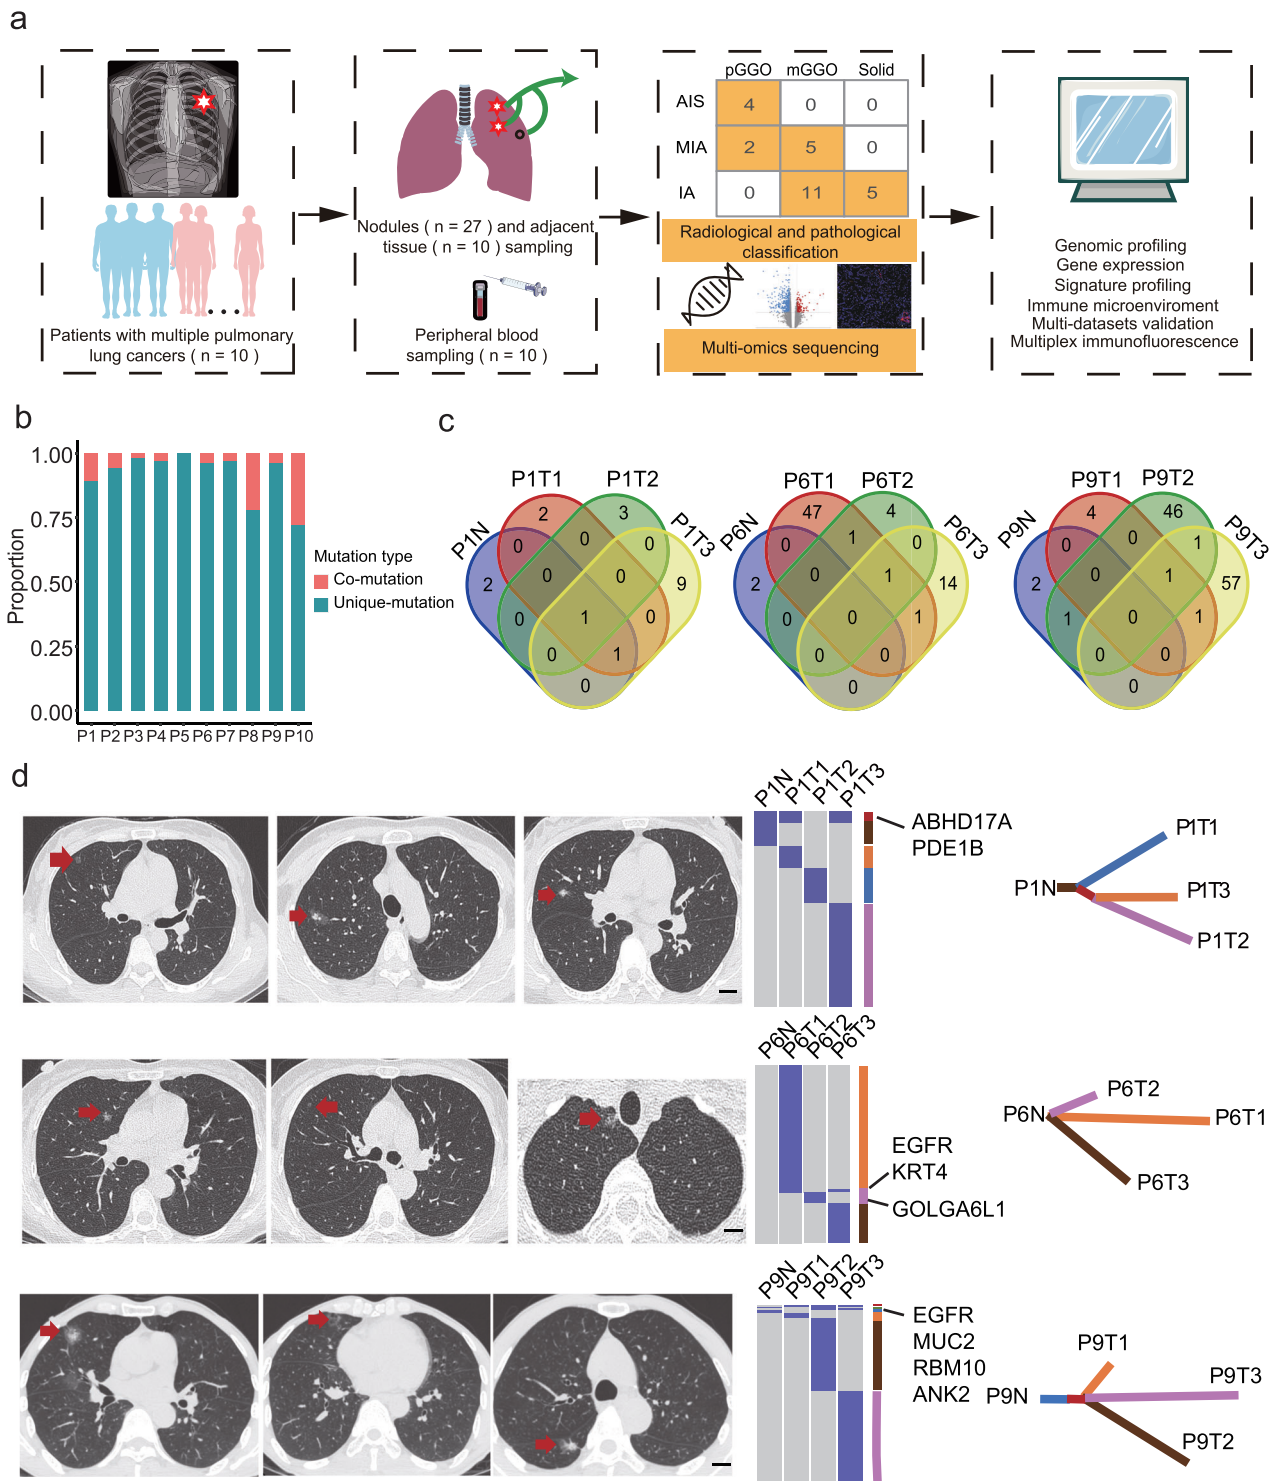 a
Patients with multiple pulmonary
lung cancers ( n = 10 )
Nodules ( n = 27 ) and adjacent
tissue ( n = 10 ) sampling
Peripheral blood
sampling ( n = 10 )
pGGO mGGO Solid
AIS 4 0 0
MIA 2 5 0
IA 0 11 5
Radiological and pathological
classification
Multi-omics sequencing
Genomic profiling
Gene expression
Signature profiling
Immune microenviroment
Multi-datasets validation
Multiplex immunofluorescence
b
Proportion
1.00
0.75
0.50
0.25
0.00
P1 P2 P3 P4 P5 P6 P7 P8 P9 P10
Mutation type
Co-mutation
Unique-mutation
c
P1N P1T1 P1T2 P1T3
2 3
0 0 0
2 0 0 9
0 1 0
0 1
0
P6N P6T1 P6T2 P6T3
47 4
0 1 0
2 0 1 14
0 0 1
0 0
0
P9N P9T1 P9T2 P9T3
4 46
0 0 1
2 0 1 57
1 0 1
0 0
0
d
P1N P1T1 P1T2 P1T3
ABHD17A
PDE1B
P1T1
P1N
P1T3
P1T2
P6N P6T1 P6T2 P6T3
EGFR
KRT4
GOLGA6L1
P6T2
P6N
P6T1
P6T3
P9N P9T1 P9T2 P9T3
EGFR
MUC2
RBM10
ANK2
P9T1
P9T3
P9N
P9T2